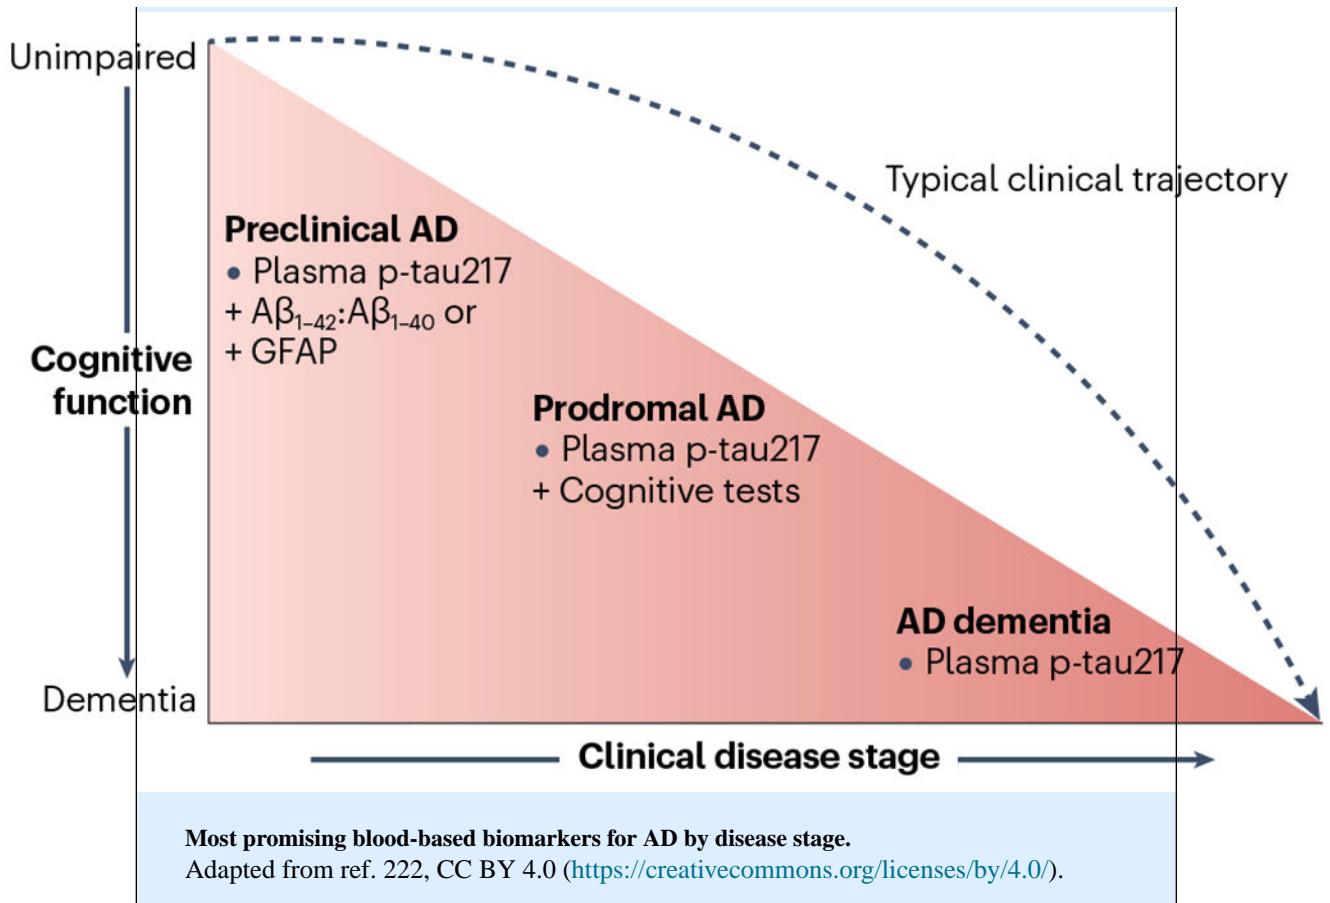 Unimpaired
Typical clinical trajectory
Preclinical AD
• Plasma p-tau217
+ Aβ₁₋₄₂:Aβ₁₋₄₀ or
+ GFAP
Cognitive
function
Prodromal AD
• Plasma p-tau217
+ Cognitive tests
AD dementia
• Plasma p-tau217
Dementia
Clinical disease stage
Most promising blood-based biomarkers for AD by disease stage.
Adapted from ref. 222, CC BY 4.0 (https://creativecommons.org/licenses/by/4.0/).